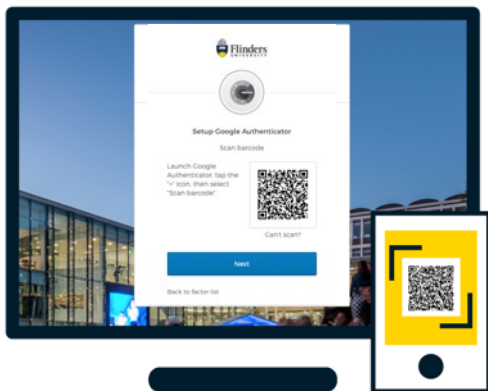 Flinders
UNIVERSITY
Setup Google Authenticator
Scan barcode
Launch Google
Authenticator, tap the
"+" icon, then select
"Scan barcode".
Can't scan?
Next
Back to factor list